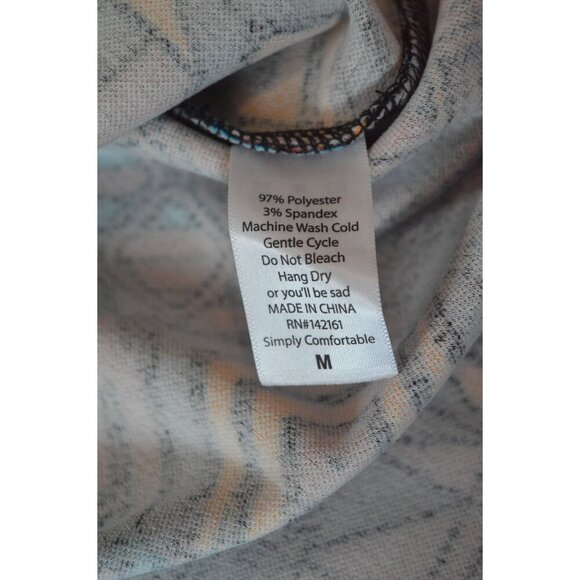 97% Polyester
3% Spandex
Machine Wash Cold
Gentle Cycle
Do Not Bleach
Hang Dry
or you'll be sad
MADE IN CHINA
RN#142161
Simply Comfortable
M